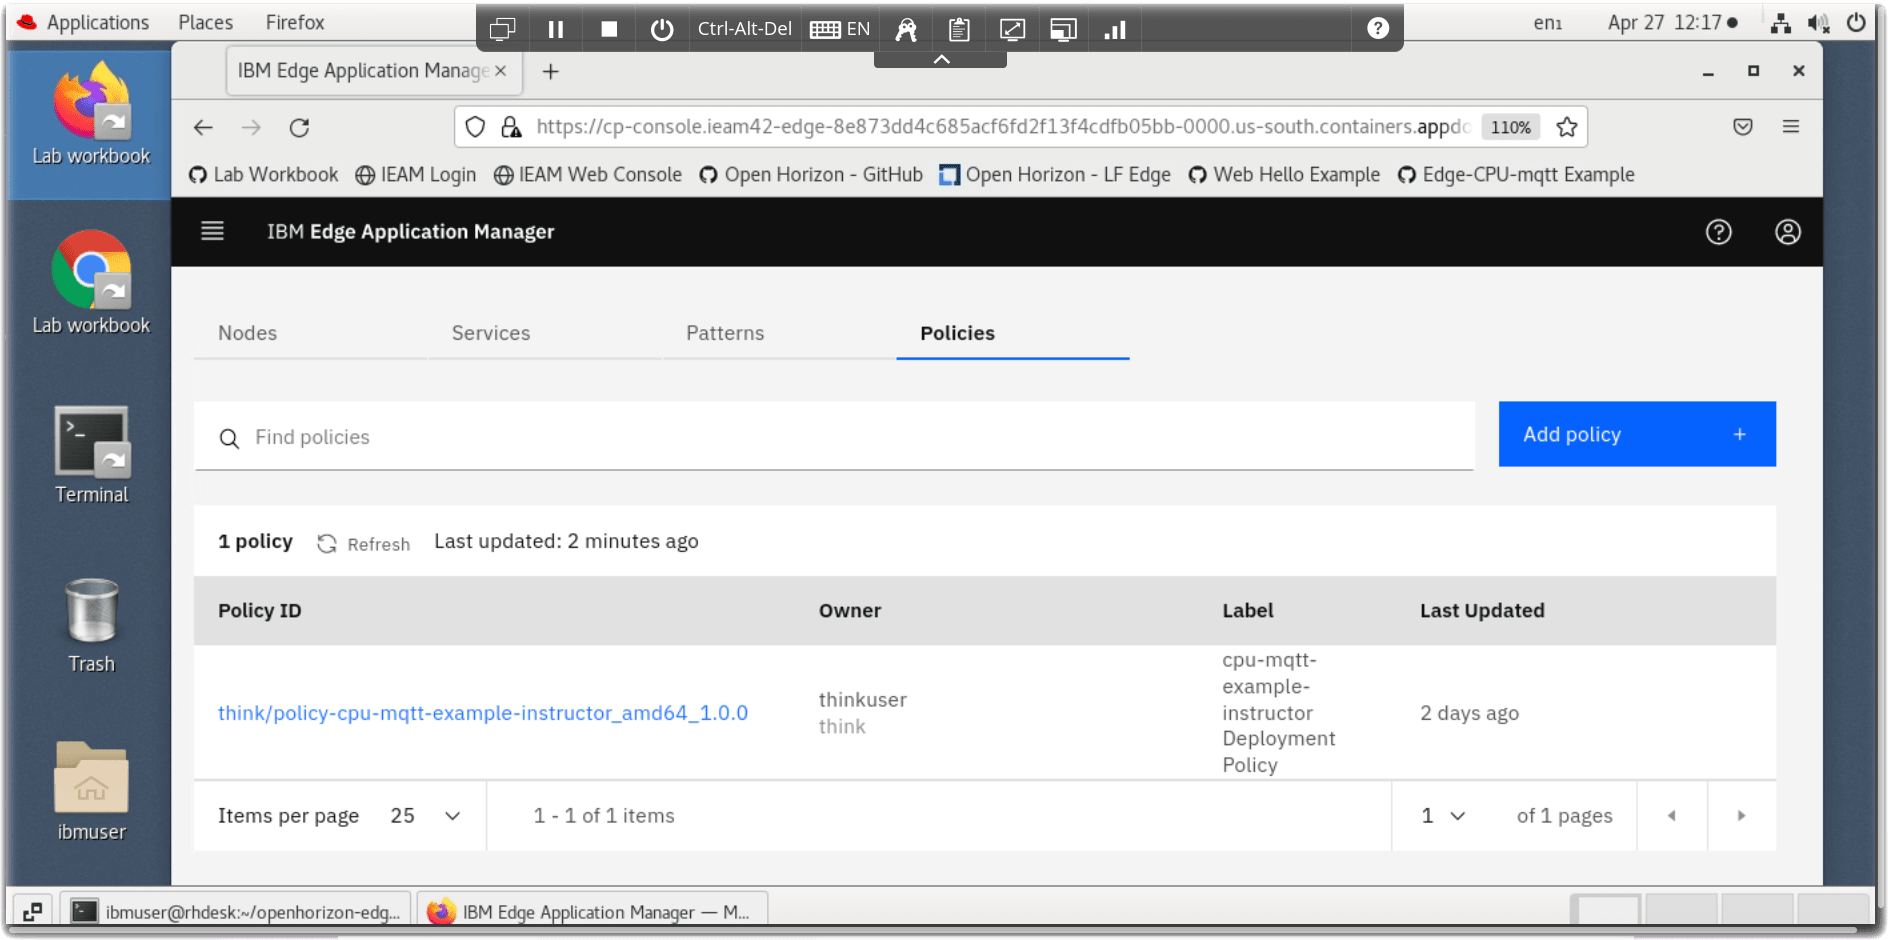 Applications Places Firefox
Ctrl-Alt-Del EN
en₁ Apr 27 12:17
IBM Edge Application Manage
https://cp-console.ieam42-edge-8e873dd4c685acf6fd2f13f4cdfb05bb-0000.us-south.containers.appdo 110%
Lab Workbook IEAM Login IEAM Web Console Open Horizon - GitHub Open Horizon - LF Edge Web Hello Example Edge-CPU-mqtt Example
IBM Edge Application Manager
Nodes Services Patterns Policies
Find policies
Add policy +
1 policy Refresh Last updated: 2 minutes ago
Policy ID Owner Label Last Updated
think/policy-cpu-mqtt-example-instructor_amd64_1.0.0
thinkuser
think
cpu-mqtt-
example-
instructor
Deployment
Policy
2 days ago
Items per page 25 1 - 1 of 1 items 1 of 1 pages
Lab workbook
Lab workbook
Terminal
Trash
ibmuser
ibmuser@rhdesk:~/openhorizon-edg... IBM Edge Application Manager — M...